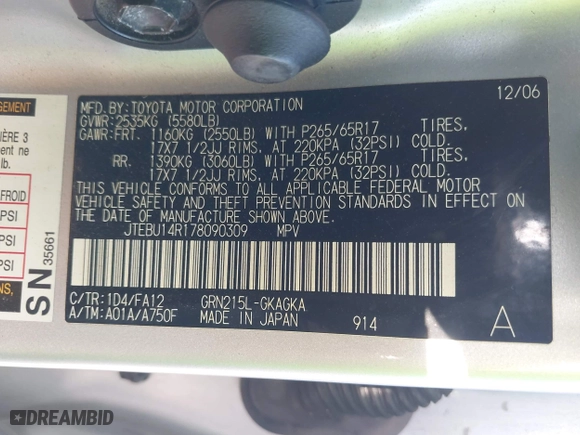 MFD. BY: TOYOTA MOTOR CORPORATION 12/06
GVWR: 2535KG (5580LB)
GAWR: FRT. 1160KG (2550LB) WITH P265/65R17 TIRES,
17X7 1/2JJ RIMS, AT 220KPA (32PSI) COLD.
RR. 1390KG (3060LB) WITH P265/65R17 TIRES,
17X7 1/2JJ RIMS, AT 220KPA (32PSI) COLD.
THIS VEHICLE CONFORMS TO ALL APPLICABLE FEDERAL MOTOR
VEHICLE SAFETY AND THEFT PREVENTION STANDARDS IN EFFECT ON
THE DATE OF MANUFACTURE SHOWN ABOVE.
JTEBU14R178090309 MPV
C/TR: 1D4/FA12 GRN215L-GKAGKA
A/TM: A01A/A750F MADE IN JAPAN 914 A
IÈRE 3
ent ne
lb.
FROID
PSI
PSI
PSI
SN 35661
DREAMBID